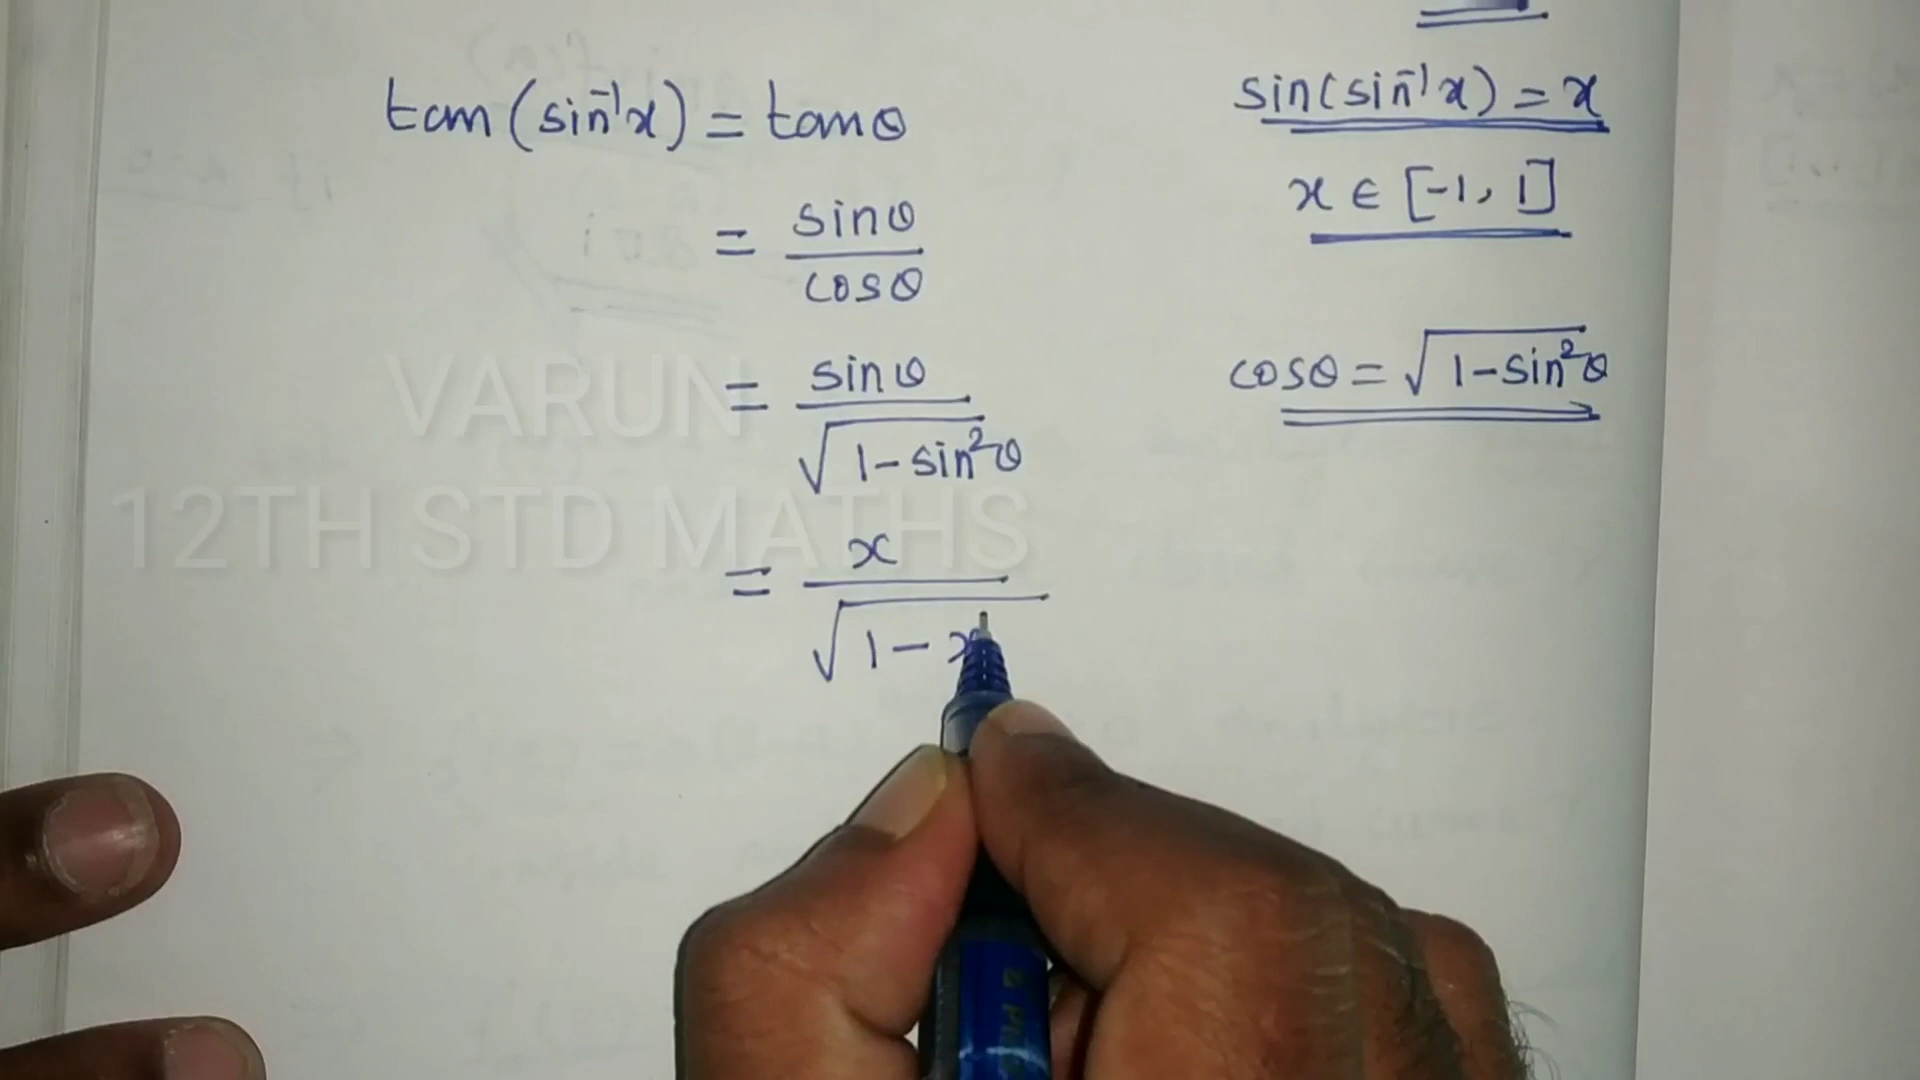 tan(sin⁻¹x) = tanθ
= sinθ / cosθ
= sinθ / √(1-sin²θ)
= x / √(1-x
sin(sin⁻¹x) = x
x ∈ [-1, 1]
cosθ = √(1-sin²θ)
VARUN
12TH STD MATHS